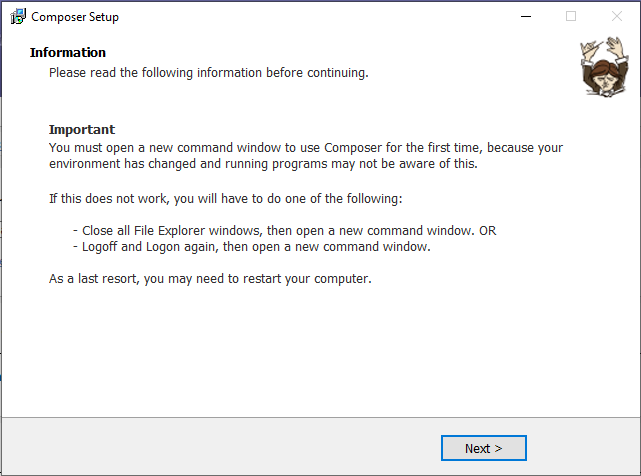 Composer Setup
Information
Please read the following information before continuing.
Important
You must open a new command window to use Composer for the first time, because your
environment has changed and running programs may not be aware of this.
If this does not work, you will have to do one of the following:
- Close all File Explorer windows, then open a new command window. OR
- Logoff and Logon again, then open a new command window.
As a last resort, you may need to restart your computer.
Next >